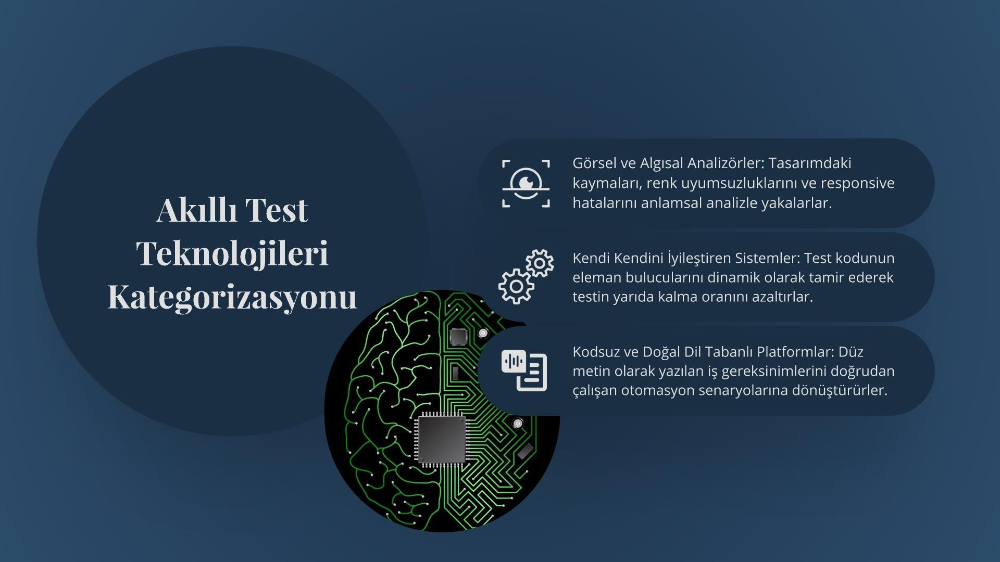 Akıllı Test
Teknolojileri
Kategorizasyonu
Görsel ve Algısal Analizörler: Tasarımdaki
kaymaları, renk uyumsuzluklarını ve responsive
hatalarını anlamsal analizle yakalarlar.
Kendi Kendini İyileştiren Sistemler: Test kodunun
eleman bulucularını dinamik olarak tamir ederek
testin yarıda kalma oranını azaltırlar.
Kodsuz ve Doğal Dil Tabanlı Platformlar: Düz
metin olarak yazılan iş gereksinimlerini doğrudan
çalışan otomasyon senaryolarına dönüştürürler.